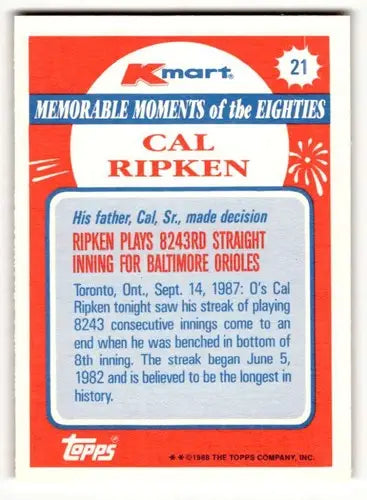 Kmart®
21
MEMORABLE MOMENTS of the EIGHTIES
CAL
RIPKEN
His father, Cal, Sr., made decision
RIPKEN PLAYS 8243RD STRAIGHT
INNING FOR BALTIMORE ORIOLES
Toronto, Ont., Sept. 14, 1987: O's Cal
Ripken tonight saw his streak of playing
8243 consecutive innings come to an
end when he was benched in bottom of
8th inning. The streak began June 5,
1982 and is believed to be the longest in
history.
Topps®
**©1988 THE TOPPS COMPANY, INC.